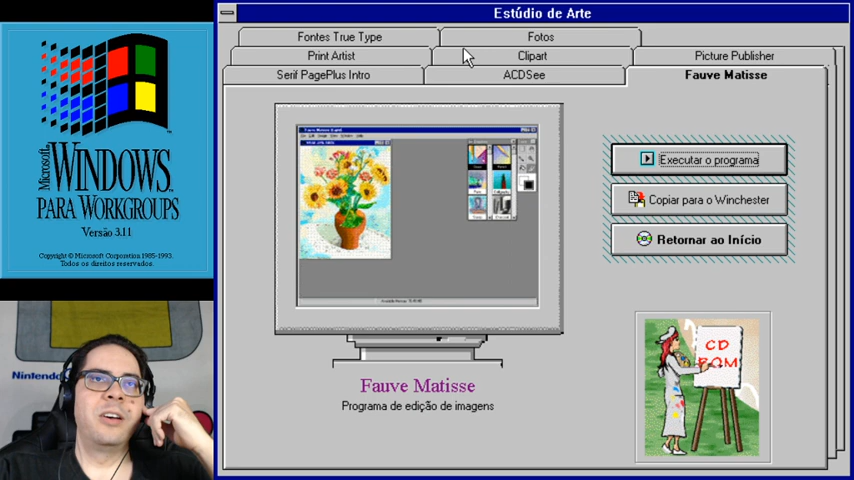 Microsoft®
WINDOWS™
PARA WORKGROUPS
Versão 3.11
Copyright © Microsoft Corporation 1985-1993.
Todos os direitos reservados.
Nintendo
Estúdio de Arte
Fontes True Type
Fotos
Print Artist
Clipart
Picture Publisher
Serif PagePlus Intro
ACDSee
Fauve Matisse
Executar o programa
Copiar para o Winchester
Retornar ao Início
Fauve Matisse
Programa de edição de imagens
CD
ROM